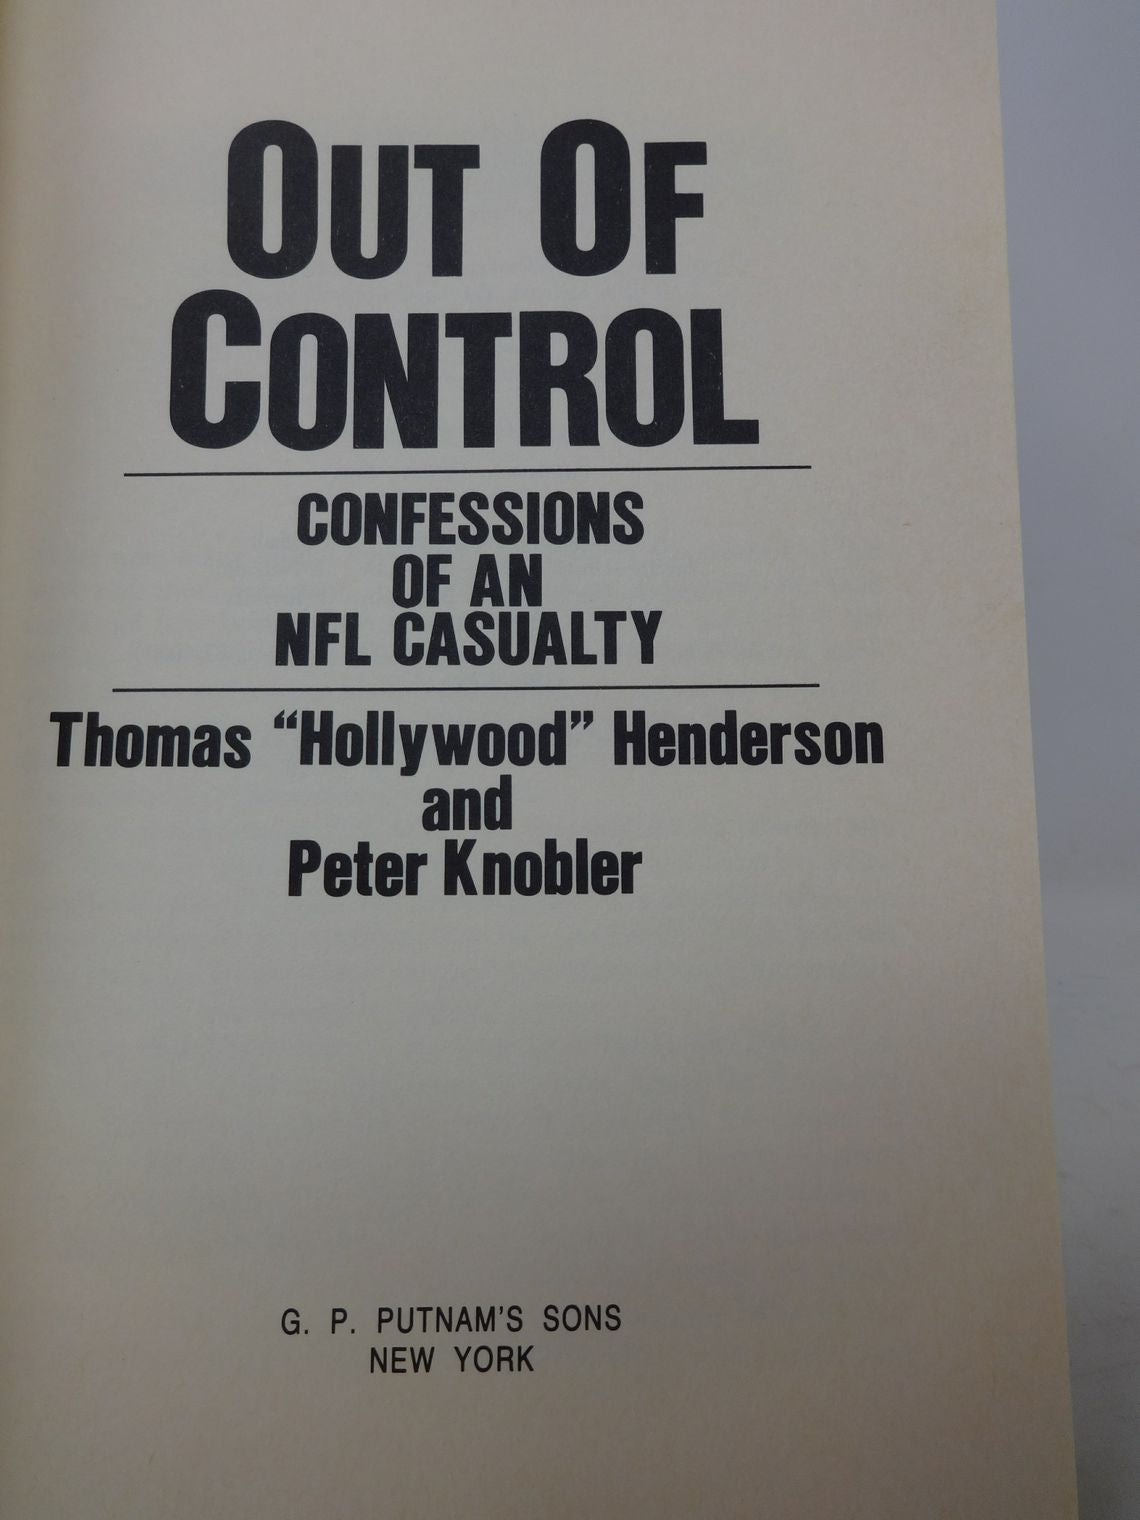 OUT OF
CONTROL
CONFESSIONS
OF AN
NFL CASUALTY
Thomas “Hollywood” Henderson
and
Peter Knobler
G. P. PUTNAM'S SONS
NEW YORK